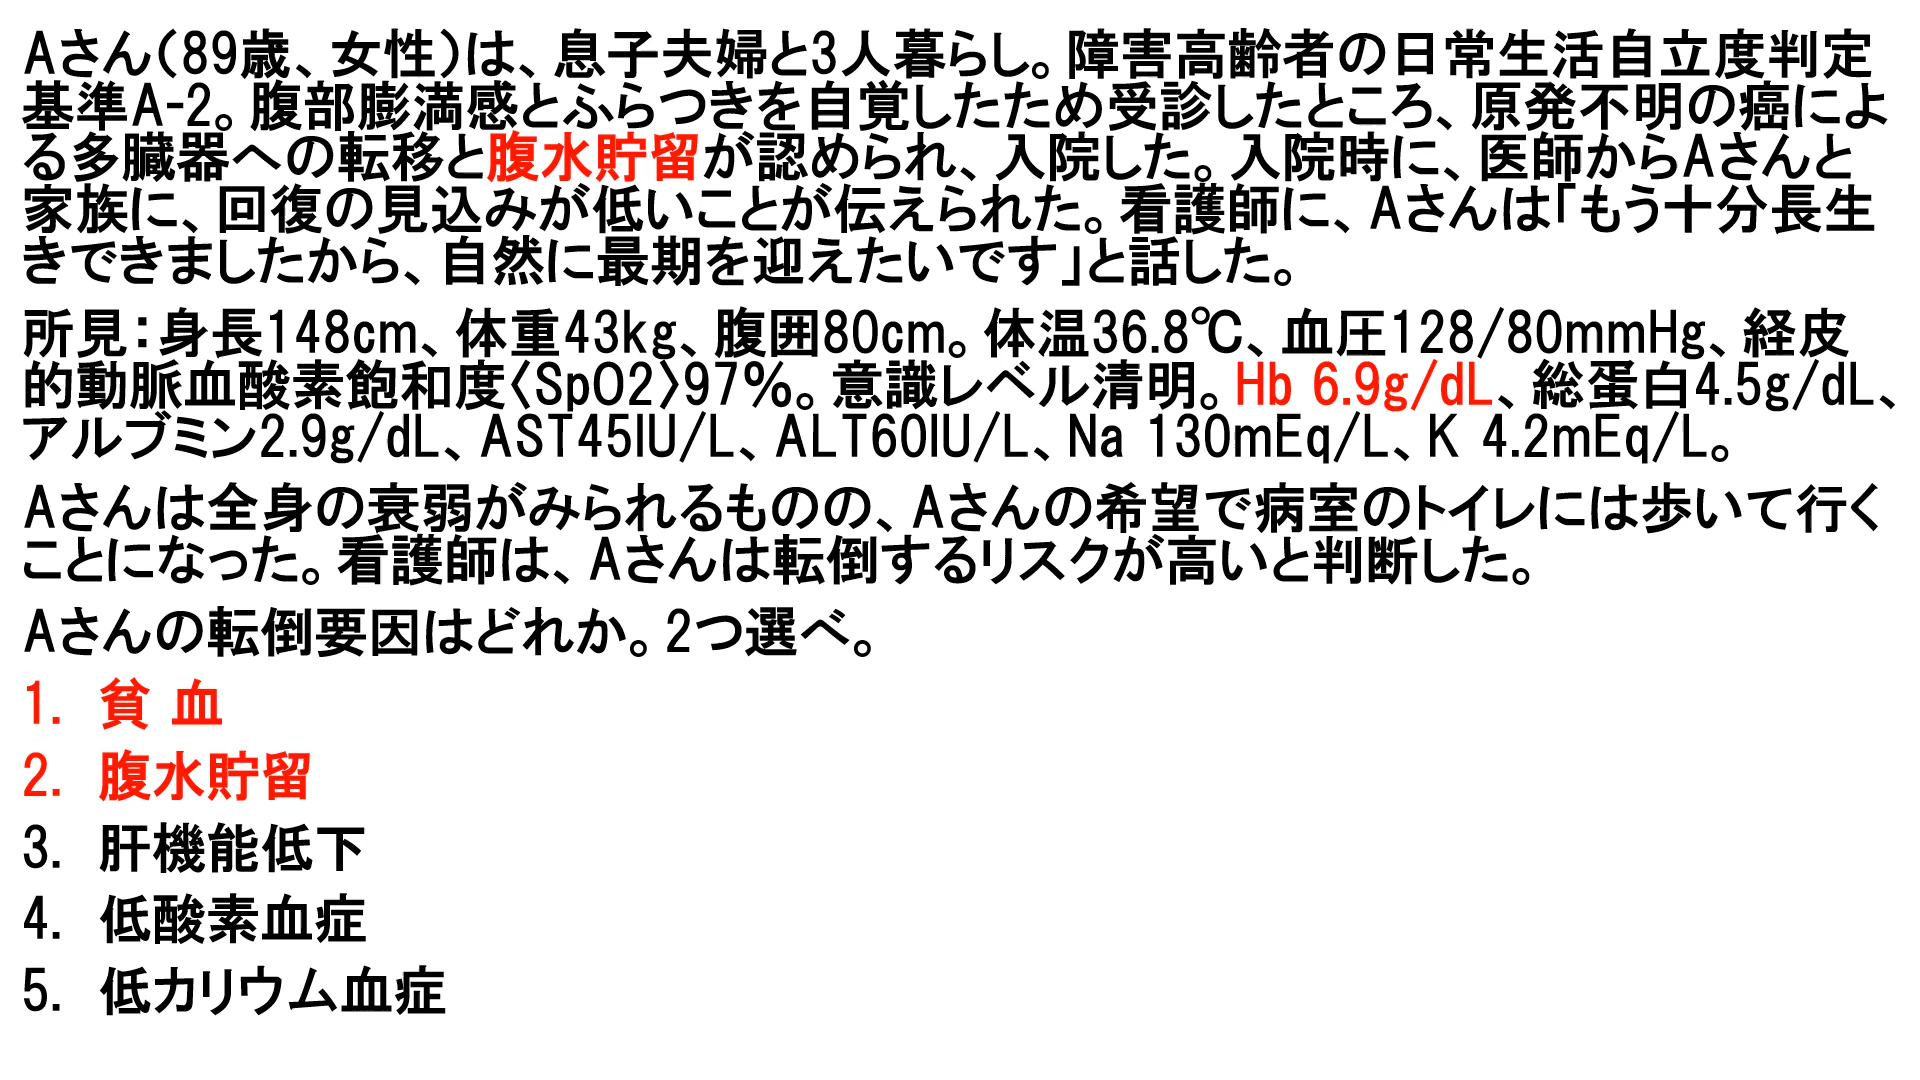 Aさん(89歳、女性)は、息子夫婦と3人暮らし。障害高齢者の日常生活自立度判定
基準A-2。腹部膨満感とふらつきを自覚したため受診したところ、原発不明の癌によ
る多臓器への転移と腹水貯留が認められ、入院した。入院時に、医師からAさんと
家族に、回復の見込みが低いことが伝えられた。看護師に、Aさんは「もう十分長生
きできましたから、自然に最期を迎えたいです」と話した。
所見：身長148cm、体重43kg、腹囲80cm。体温36.8℃、血圧128/80mmHg、経皮
的動脈血酸素飽和度〈SpO2〉97%。意識レベル清明。Hb 6.9g/dL、総蛋白4.5g/dL、
アルブミン2.9g/dL、AST45IU/L、ALT60IU/L、Na 130mEq/L、K 4.2mEq/L。
Aさんは全身の衰弱がみられるものの、Aさんの希望で病室のトイレには歩いて行く
ことになった。看護師は、Aさんは転倒するリスクが高いと判断した。
Aさんの転倒要因はどれか。2つ選べ。
1. 貧 血
2. 腹水貯留
3. 肝機能低下
4. 低酸素血症
5. 低カリウム血症